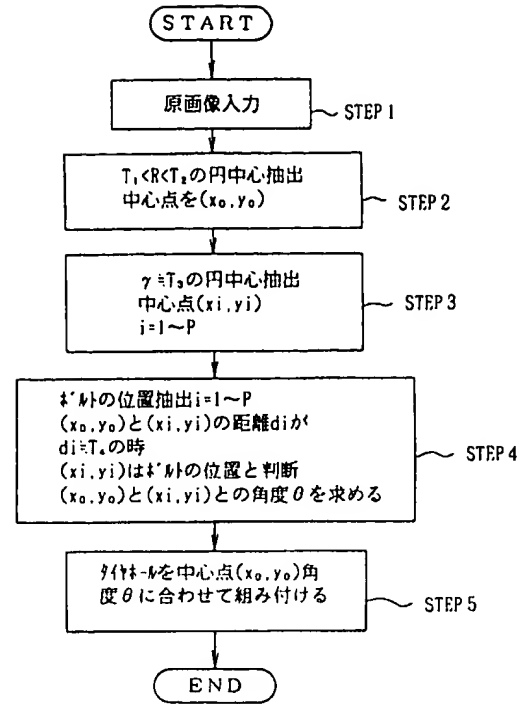 START
原画像入力
STEP 1
T₁<R<T₂の円中心抽出
中心点を(x₀,y₀)
STEP 2
γ≒T₃の円中心抽出
中心点(xi,yi)
i=1～P
STEP 3
ﾎﾞﾙﾄの位置抽出i=1～P
(x₀,y₀)と(xi,yi)の距離diが
di≒T₄の時
(xi,yi)はﾎﾞﾙﾄの位置と判断
(x₀,y₀)と(xi,yi)との角度θを求める
STEP 4
ﾀｲﾔﾎｰﾙを中心点(x₀,y₀)角
度θに合わせて組み付ける
STEP 5
END